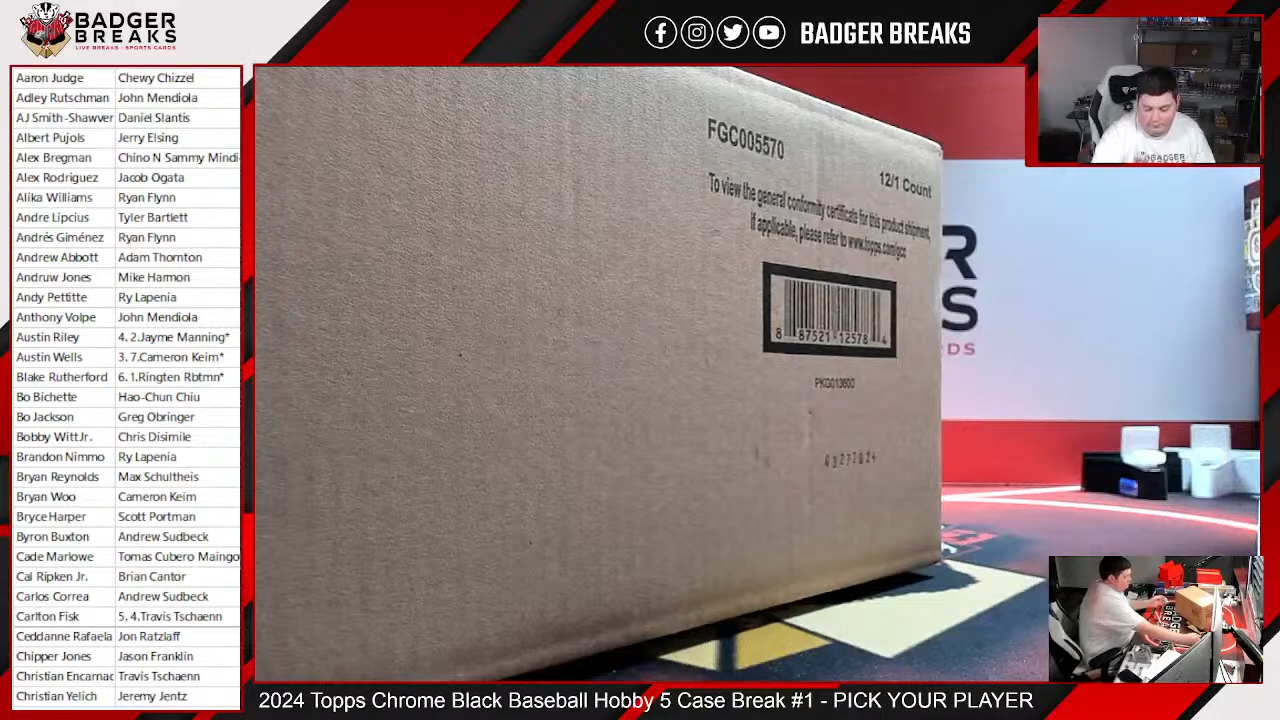 BADGER
BREAKS
LIVE BREAKS - SPORTS CARDS
BADGER BREAKS
Aaron Judge Chewy Chizzel
Adley Rutschman John Mendiola
AJ Smith-Shawver Daniel Slantis
Albert Pujols Jerry Elsing
Alex Bregman Chino N Sammy Mindi
Alex Rodriguez Jacob Ogata
Alika Williams Ryan Flynn
Andre Lipcius Tyler Bartlett
Andrés Giménez Ryan Flynn
Andrew Abbott Adam Thornton
Andruw Jones Mike Harmon
Andy Pettitte Ry Lapenia
Anthony Volpe John Mendiola
Austin Riley 4. 2.Jayme Manning*
Austin Wells 3. 7.Cameron Keim*
Blake Rutherford 6. 1.Ringten Rbtmn*
Bo Bichette Hao-Chun Chiu
Bo Jackson Greg Obringer
Bobby Witt Jr. Chris Disimile
Brandon Nimmo Ry Lapenia
Bryan Reynolds Max Schultheis
Bryan Woo Cameron Keim
Bryce Harper Scott Portman
Byron Buxton Andrew Sudbeck
Cade Marlowe Tomas Cubero Maingo
Cal Ripken Jr. Brian Cantor
Carlos Correa Andrew Sudbeck
Carlton Fisk 5, 4.Travis Tschaenn
Ceddanne Rafaela Jon Ratzlaff
Chipper Jones Jason Franklin
Christian Encarnac Travis Tschaenn
Christian Yelich Jeremy Jentz
FGC005570
12/1 Count
To view the general conformity certificate for this product shipment,
if applicable, please refer to www.topps.com/gcc
8 87521 12578 4
PKG013600
03272024
R
S
DS
BADGER
2024 Topps Chrome Black Baseball Hobby 5 Case Break #1 - PICK YOUR PLAYER